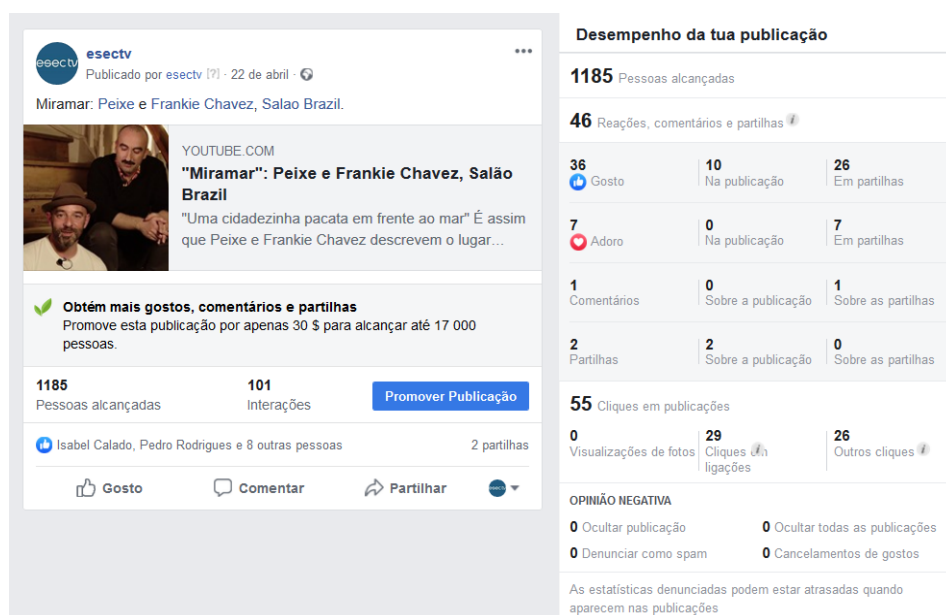 esectv
esectv
Publicado por esectv [?] · 22 de abril ·
Miramar: Peixe e Frankie Chavez, Salao Brazil.
YOUTUBE.COM
"Miramar": Peixe e Frankie Chavez, Salão
Brazil
"Uma cidadezinha pacata em frente ao mar" É assim
que Peixe e Frankie Chavez descrevem o lugar...
Obtém mais gostos, comentários e partilhas
Promove esta publicação por apenas 30 $ para alcançar até 17 000
pessoas.
1185
Pessoas alcançadas
101
Interações
Promover Publicação
Isabel Calado, Pedro Rodrigues e 8 outras pessoas
2 partilhas
Gosto
Comentar
Partilhar
esectv
Desempenho da tua publicação
1185 Pessoas alcançadas
46 Reações, comentários e partilhas i
36
Gosto
10
Na publicação
26
Em partilhas
7
Adoro
0
Na publicação
7
Em partilhas
1
Comentários
0
Sobre a publicação
1
Sobre as partilhas
2
Partilhas
2
Sobre a publicação
0
Sobre as partilhas
55 Cliques em publicações
0
Visualizações de fotos
29
Cliques em
ligações
26
Outros cliques i
OPINIÃO NEGATIVA
0 Ocultar publicação
0 Ocultar todas as publicações
0 Denunciar como spam
0 Cancelamentos de gostos
As estatísticas denunciadas podem estar atrasadas quando
aparecem nas publicações